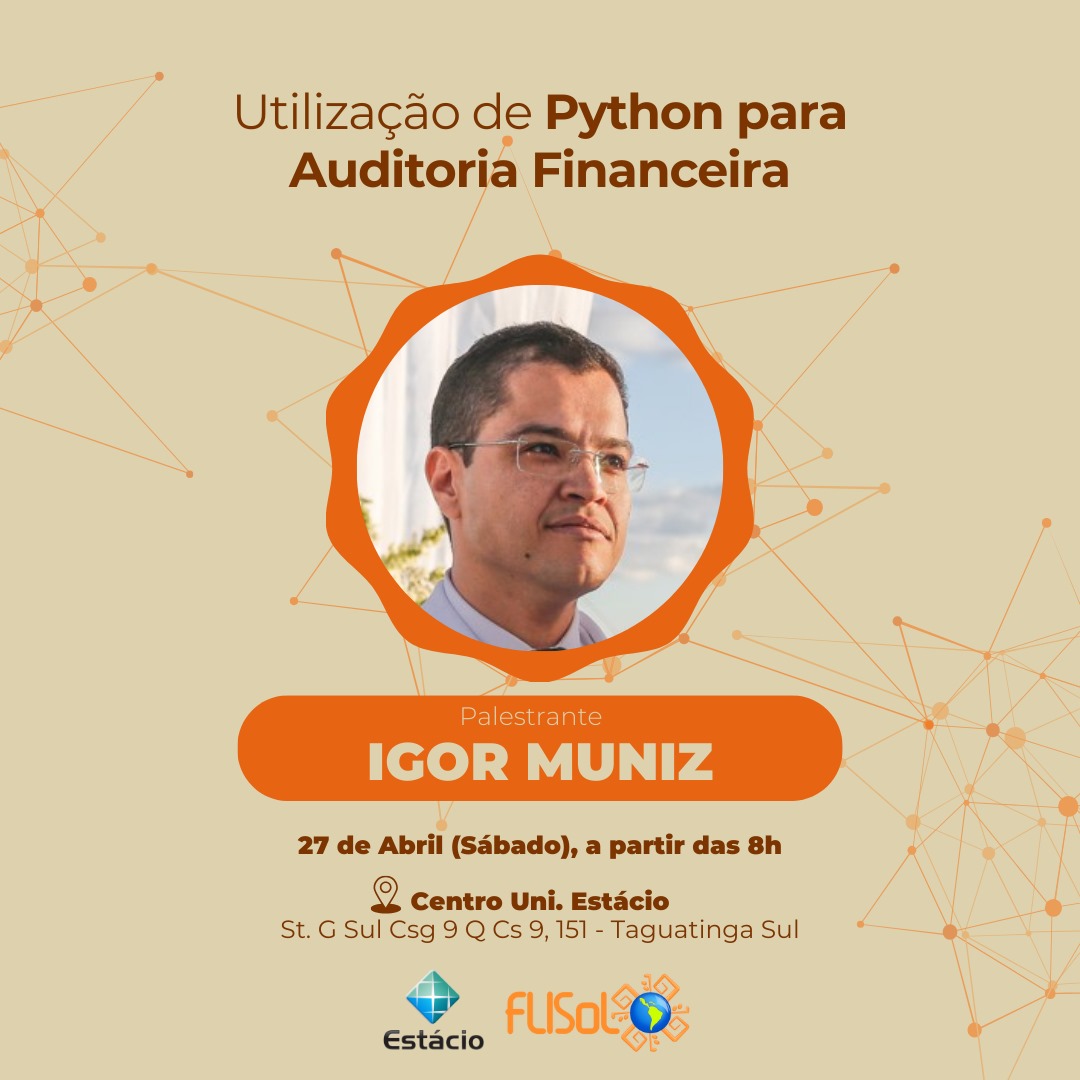 Utilização de Python para
Auditoria Financeira
Palestrante
IGOR MUNIZ
27 de Abril (Sábado), a partir das 8h
Centro Uni. Estácio
St. G Sul Csg 9 Q Cs 9, 151 - Taguatinga Sul
Estácio
FLISol